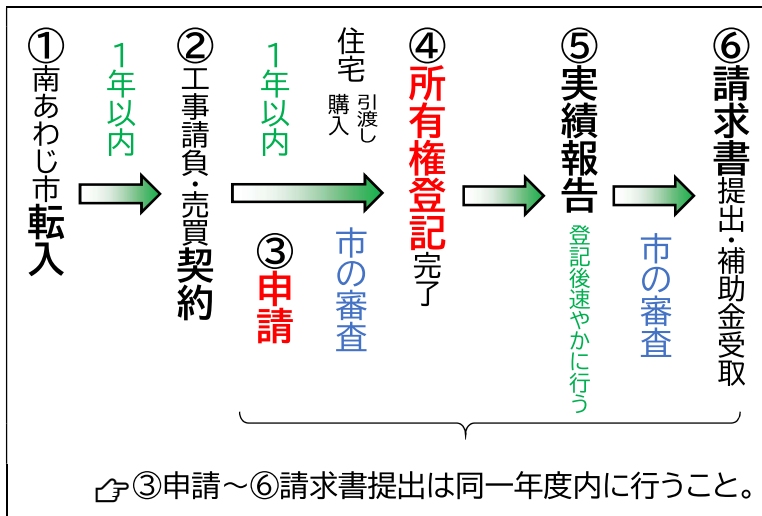 ①
南あわじ市転入
1年以内
②
工事請負・売買契約
1年以内
③
申請
住宅
購入
引渡し
市の審査
④
所有権登記完了
⑤
実績報告
登記後速やかに行う
市の審査
⑥
請求書提出・補助金受取
☞③申請～⑥請求書提出は同一年度内に行うこと。